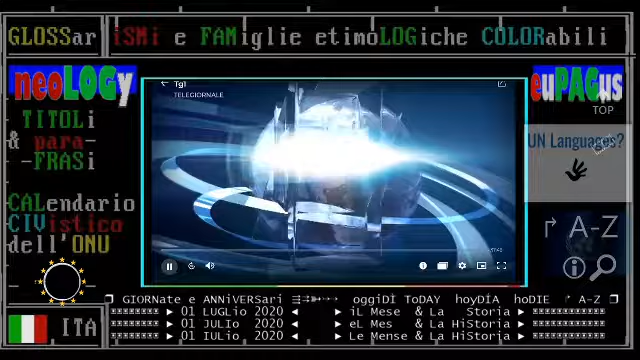 GLOSSar iSMi e FAMiglie etimoLOGiche COLORabili
neoLOGy
TITOLi
& para-
-FRASi
CALendario
CIVistico
dell'ONU
ITA
Tg1
TELEGIORNALE
euPAGus
TOP
UN Languages?
A-Z
GIORNate e ANNiVERSari oggiDÌ ToDAY hoyDÍA hoDIE A-Z
01 LUGLio 2020 iL Mese & La Storia
01 JULIo 2020 eL Mes & La HiStoria
01 IULio 2020 Le Mense & La HiSToria